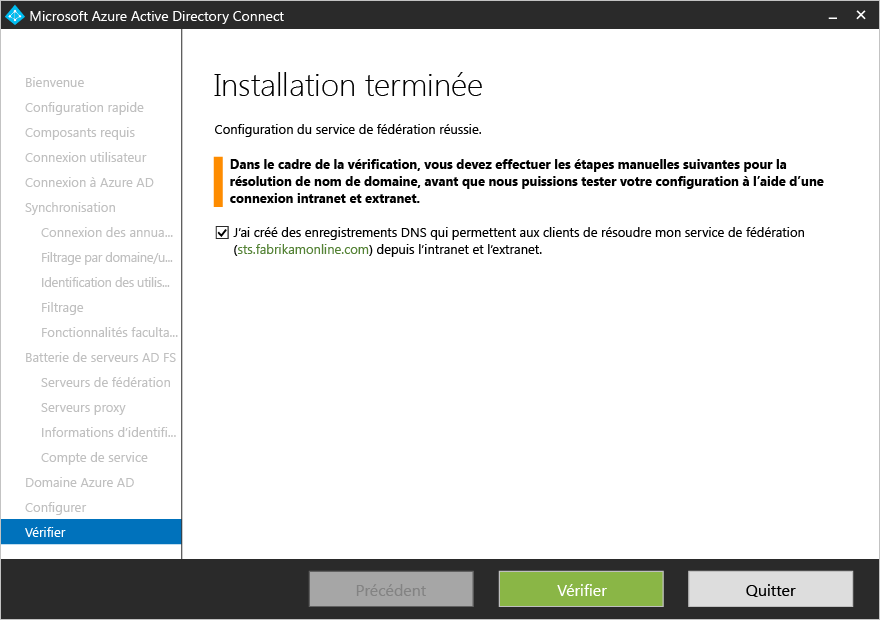 Microsoft Azure Active Directory Connect
Bienvenue
Configuration rapide
Composants requis
Connexion utilisateur
Connexion à Azure AD
Synchronisation
Connexion des annua...
Filtrage par domaine/u...
Identification des utilis...
Filtrage
Fonctionnalités faculta...
Batterie de serveurs AD FS
Serveurs de fédération
Serveurs proxy
Informations d'identifi...
Compte de service
Domaine Azure AD
Configurer
Vérifier
Installation terminée
Configuration du service de fédération réussie.
Dans le cadre de la vérification, vous devez effectuer les étapes manuelles suivantes pour la
résolution de nom de domaine, avant que nous puissions tester votre configuration à l'aide d'une
connexion intranet et extranet.
J'ai créé des enregistrements DNS qui permettent aux clients de résoudre mon service de fédération
(sts.fabrikamonline.com) depuis l'intranet et l'extranet.
Précédent
Vérifier
Quitter